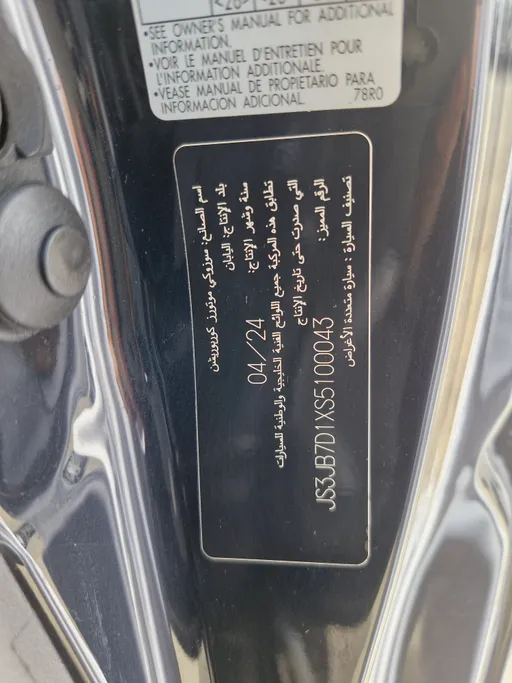 •SEE OWNER'S MANUAL FOR ADDITIONAL
INFORMATION.
•VOIR LE MANUEL D'ENTRETIEN POUR
L'INFORMATION ADDITIONALE.
•VEASE MANUAL DE PROPIETARIO PARA
INFORMACION ADICIONAL. 78R0
اسم الصانع: سوزوكي موتورز كوربوريشن
بلد الإنتاج: اليابان
سنة وشهر الإنتاج: 04/24
تطابق هذه المركبة جميع اللوائح الفنية الخليجية والوطنية للسيارات
التي صدرت حتى تاريخ الإنتاج
الرقم المميز: JS3JB7D1XS5100043
تصنيف السيارة: سيارة متعددة الأغراض